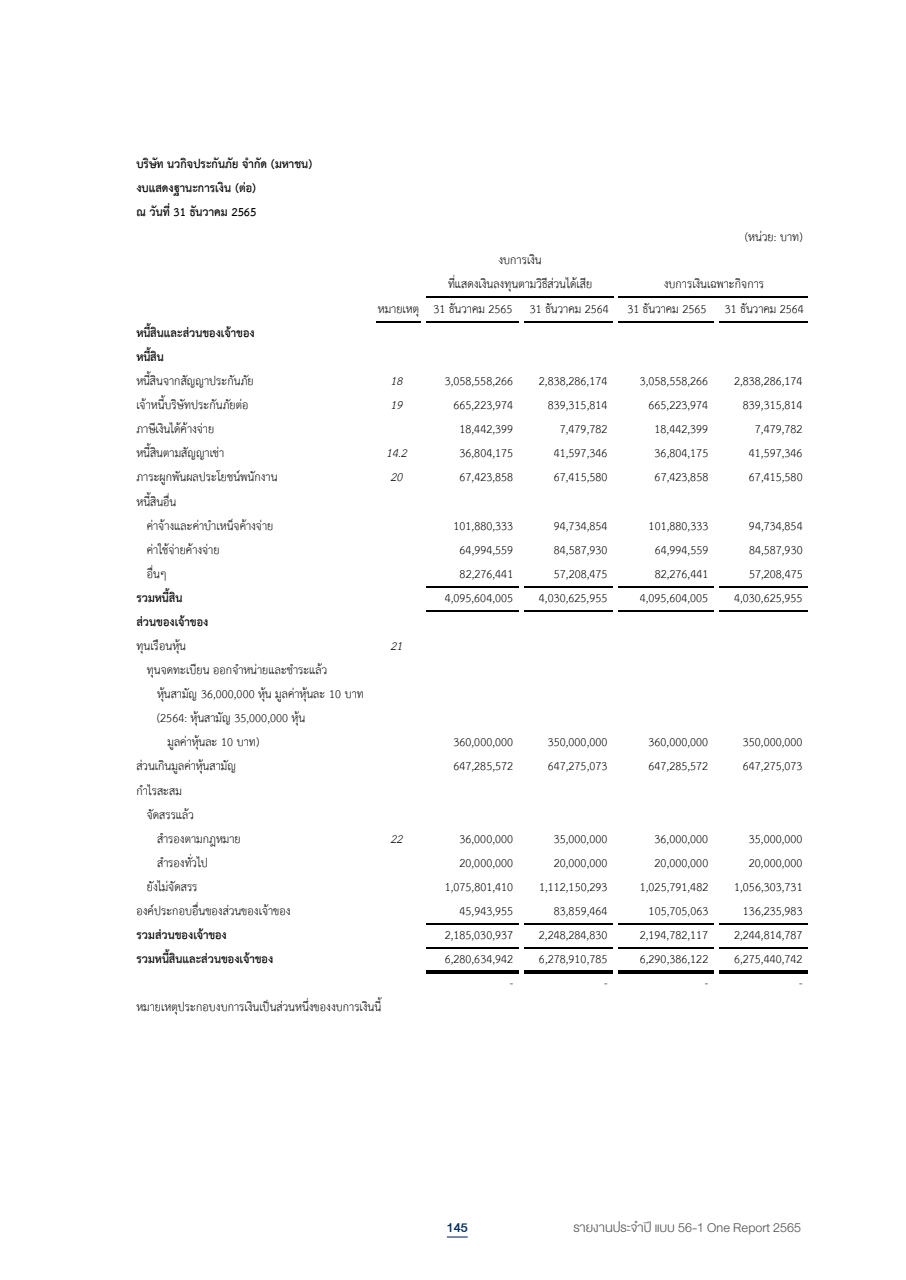 บริษัท นวกิจประกันภัย จำกัด (มหาชน)
งบแสดงฐานะการเงิน (ต่อ)
ณ วันที่ 31 ธันวาคม 2565
(หน่วย: บาท)
งบการเงิน
ที่แสดงเงินลงทุนตามวิธีส่วนได้เสีย งบการเงินเฉพาะกิจการ
หมายเหตุ 31 ธันวาคม 2565 31 ธันวาคม 2564 31 ธันวาคม 2565 31 ธันวาคม 2564
หนี้สินและส่วนของเจ้าของ
หนี้สิน
หนี้สินจากสัญญาประกันภัย 18 3,058,558,266 2,838,286,174 3,058,558,266 2,838,286,174
เจ้าหนี้บริษัทประกันภัยต่อ 19 665,223,974 839,315,814 665,223,974 839,315,814
ภาษีเงินได้ค้างจ่าย 18,442,399 7,479,782 18,442,399 7,479,782
หนี้สินตามสัญญาเช่า 14.2 36,804,175 41,597,346 36,804,175 41,597,346
ภาระผูกพันผลประโยชน์พนักงาน 20 67,423,858 67,415,580 67,423,858 67,415,580
หนี้สินอื่น
ค่าจ้างและค่าบำเหน็จค้างจ่าย 101,880,333 94,734,854 101,880,333 94,734,854
ค่าใช้จ่ายค้างจ่าย 64,994,559 84,587,930 64,994,559 84,587,930
อื่นๆ 82,276,441 57,208,475 82,276,441 57,208,475
รวมหนี้สิน 4,095,604,005 4,030,625,955 4,095,604,005 4,030,625,955
ส่วนของเจ้าของ
ทุนเรือนหุ้น 21
ทุนจดทะเบียน ออกจำหน่ายและชำระแล้ว
หุ้นสามัญ 36,000,000 หุ้น มูลค่าหุ้นละ 10 บาท
(2564: หุ้นสามัญ 35,000,000 หุ้น
มูลค่าหุ้นละ 10 บาท) 360,000,000 350,000,000 360,000,000 350,000,000
ส่วนเกินมูลค่าหุ้นสามัญ 647,285,572 647,275,073 647,285,572 647,275,073
กำไรสะสม
จัดสรรแล้ว
สำรองตามกฎหมาย 22 36,000,000 35,000,000 36,000,000 35,000,000
สำรองทั่วไป 20,000,000 20,000,000 20,000,000 20,000,000
ยังไม่จัดสรร 1,075,801,410 1,112,150,293 1,025,791,482 1,056,303,731
องค์ประกอบอื่นของส่วนของเจ้าของ 45,943,955 83,859,464 105,705,063 136,235,983
รวมส่วนของเจ้าของ 2,185,030,937 2,248,284,830 2,194,782,117 2,244,814,787
รวมหนี้สินและส่วนของเจ้าของ 6,280,634,942 6,278,910,785 6,290,386,122 6,275,440,742
- - - -
หมายเหตุประกอบงบการเงินเป็นส่วนหนึ่งของงบการเงินนี้
145 รายงานประจำปี แบบ 56-1 One Report 2565